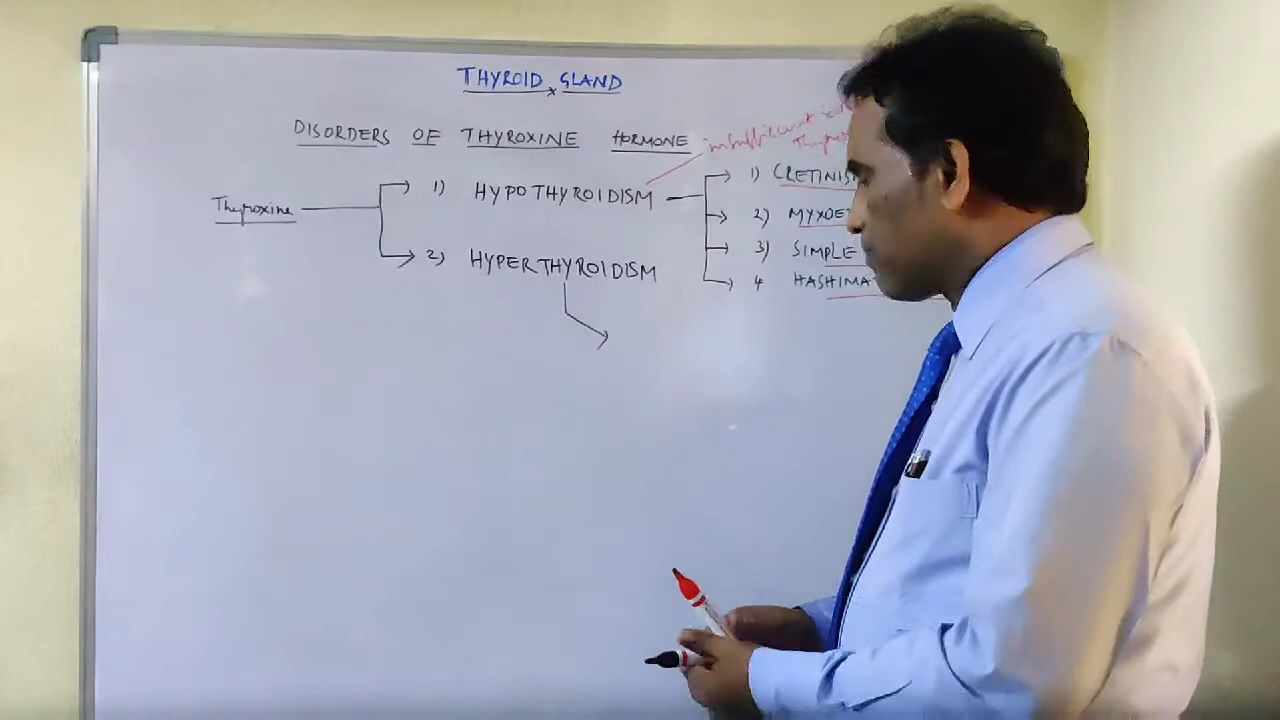 THYROID GLAND
DISORDERS OF THYROXINE HORMONE
insufficient
Thyroxine
1) HYPOTHYROIDISM
2) HYPERTHYROIDISM
1) CRETINIS
2) MYXOE
3) SIMPLE
4 HASHIMA